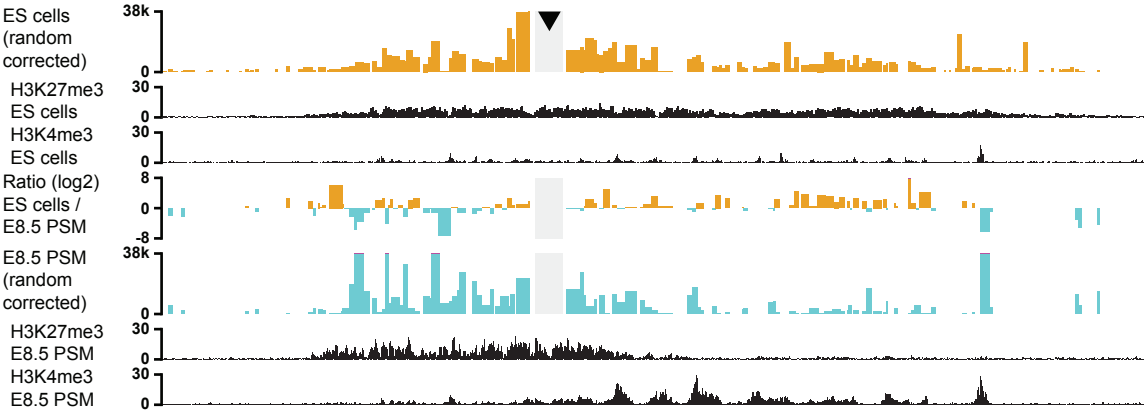 ES cells
(random
corrected)
38k
0
H3K27me3
ES cells
30
0
H3K4me3
ES cells
30
0
Ratio (log2)
ES cells /
E8.5 PSM
8
0
-8
E8.5 PSM
(random
corrected)
38k
0
H3K27me3
E8.5 PSM
30
0
H3K4me3
E8.5 PSM
30
0